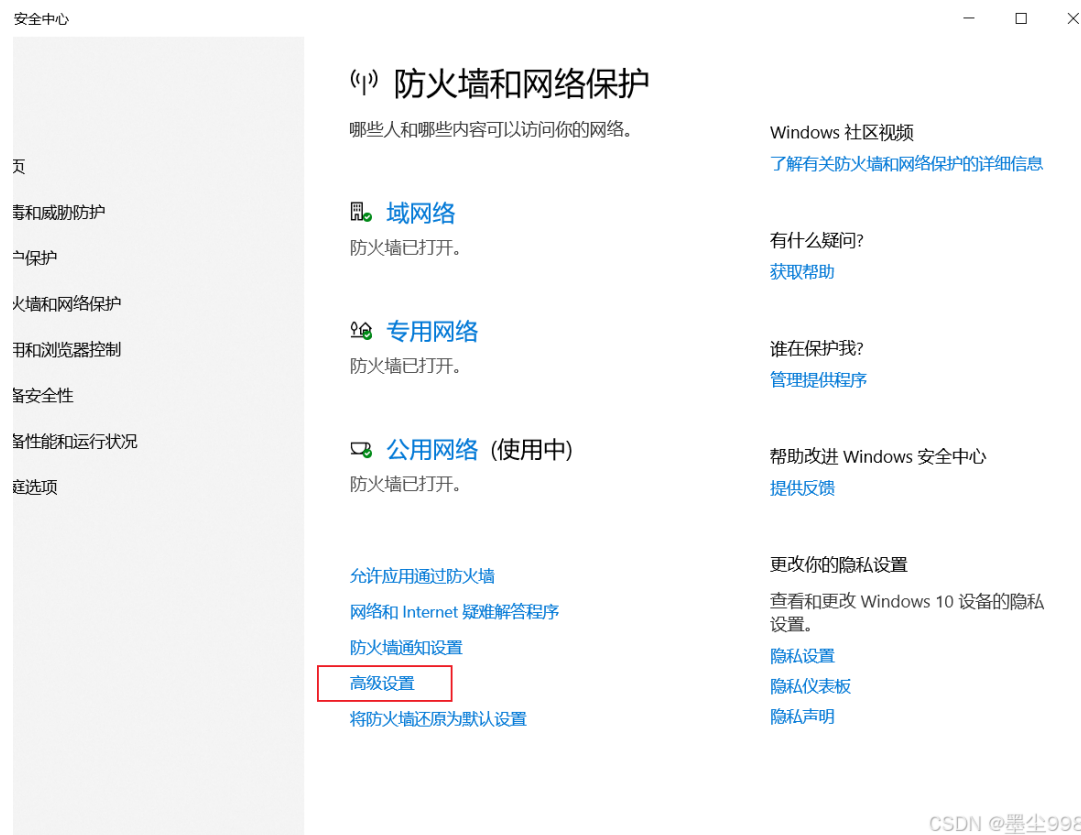 安全中心
页
毒和威胁防护
户保护
火墙和网络保护
用和浏览器控制
备安全性
备性能和运行状况
庭选项
防火墙和网络保护
哪些人和哪些内容可以访问你的网络。
域网络
防火墙已打开。
专用网络
防火墙已打开。
公用网络 (使用中)
防火墙已打开。
允许应用通过防火墙
网络和 Internet 疑难解答程序
防火墙通知设置
高级设置
将防火墙还原为默认设置
Windows 社区视频
了解有关防火墙和网络保护的详细信息
有什么疑问?
获取帮助
谁在保护我?
管理提供程序
帮助改进 Windows 安全中心
提供反馈
更改你的隐私设置
查看和更改 Windows 10 设备的隐私
设置。
隐私设置
隐私仪表板
隐私声明
CSDN @墨尘998